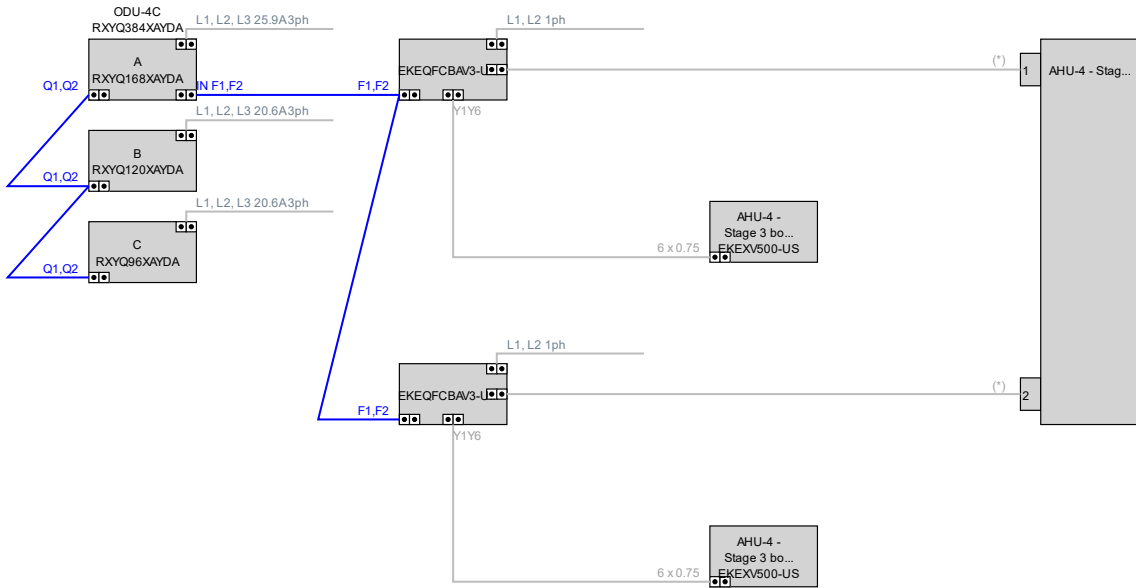 ODU-4C
RXYQ384XAYDA
L1, L2, L3 25.9A3ph
A
RXYQ168XAYDA
Q1,Q2
IN F1,F2
F1,F2
L1, L2 1ph
EKEQFCBAV3-U
Y1Y6
(*)
1
AHU-4 - Stag...
L1, L2, L3 20.6A3ph
B
RXYQ120XAYDA
Q1,Q2
L1, L2, L3 20.6A3ph
C
RXYQ96XAYDA
Q1,Q2
AHU-4 -
Stage 3 bo...
EKEXV500-US
6 x 0.75
L1, L2 1ph
EKEQFCBAV3-U
F1,F2
Y1Y6
(*)
2
AHU-4 -
Stage 3 bo...
EKEXV500-US
6 x 0.75